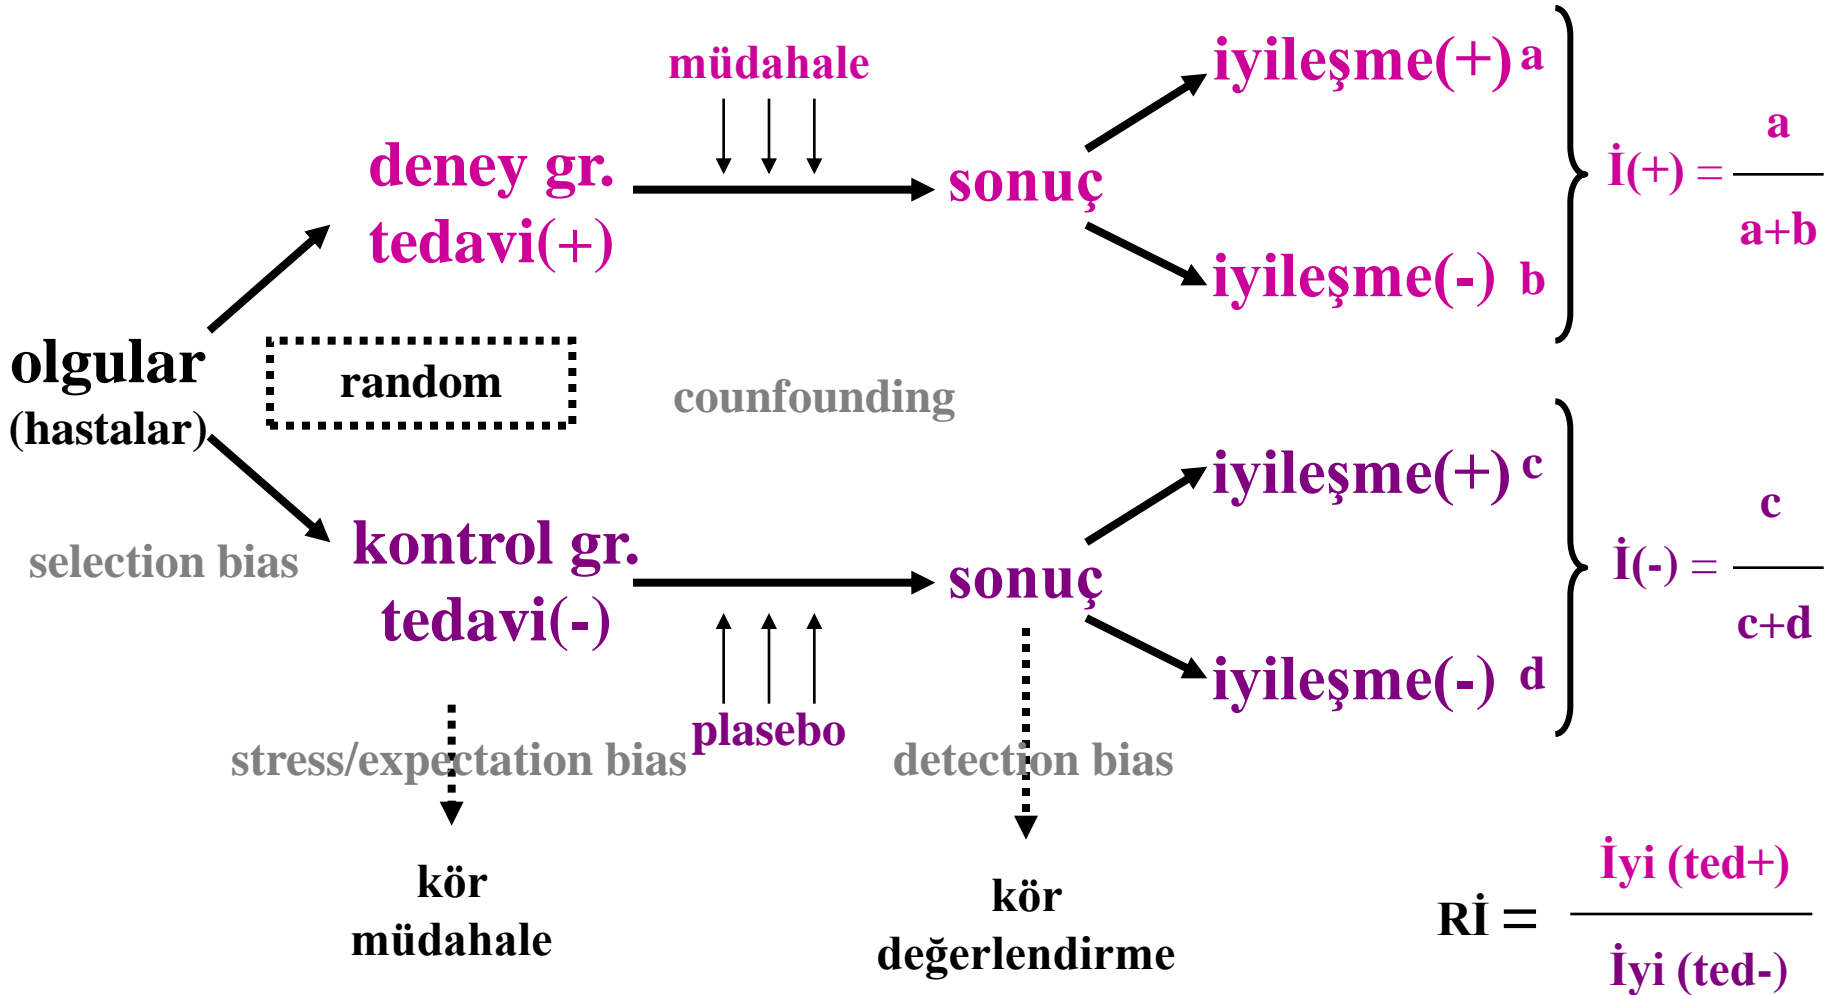 müdahale
deney gr.
tedavi(+)
sonuç
iyileşme(+) a
iyileşme(-) b
İ(+) =
a
a+b
olgular
(hastalar)
random
counfounding
selection bias
kontrol gr.
tedavi(-)
sonuç
iyileşme(+) c
iyileşme(-) d
İ(-) =
c
c+d
plasebo
stress/expectation bias
detection bias
kör
müdahale
kör
değerlendirme
Rİ =
İyi (ted+)
İyi (ted-)